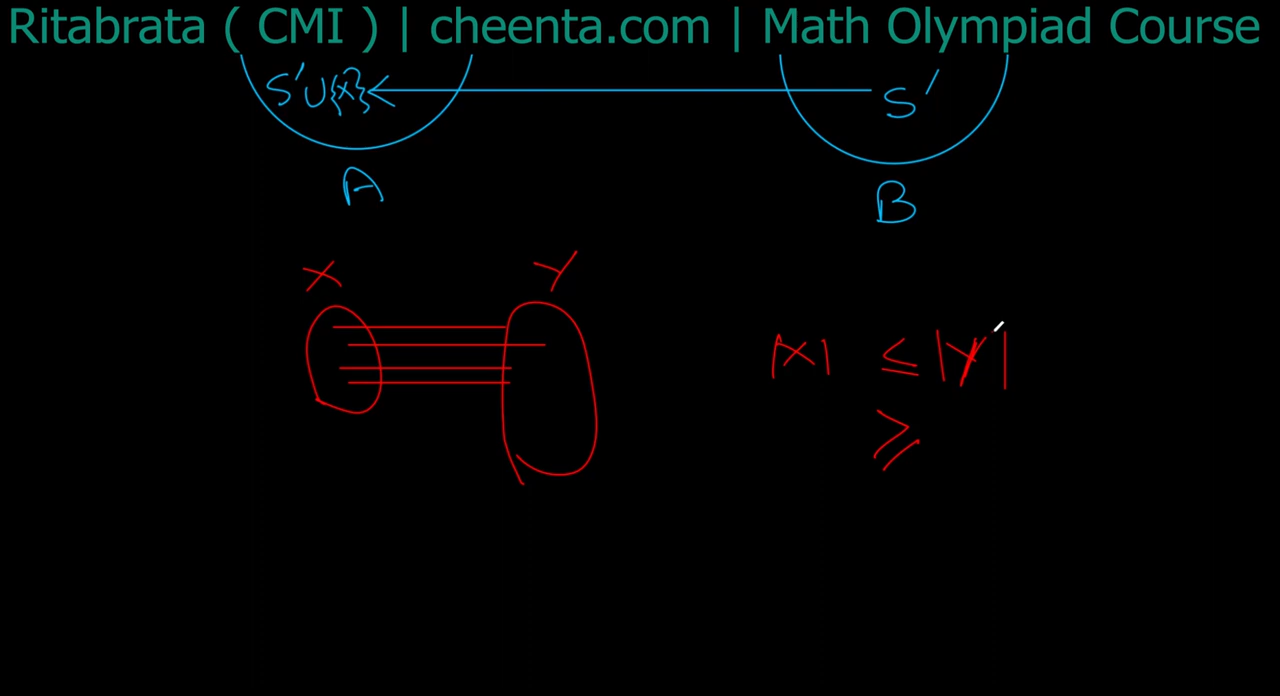 Ritabrata ( CMI ) | cheenta.com | Math Olympiad Course
S'∪{x} S'
A B
X Y
|X| ≤ |Y|
≥